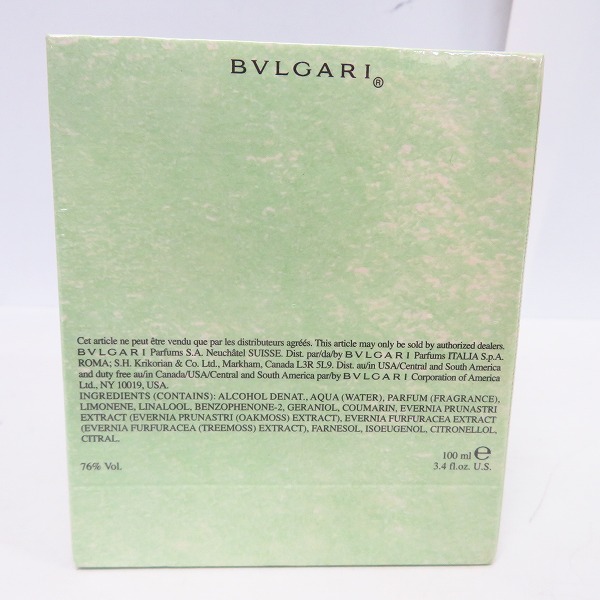 BVLGARI®
Cet article ne peut être vendu que par les distributeurs agréés. This article may only be sold by authorized dealers.
BVLGARI Parfums S.A. Neuchâtel SUISSE. Dist. par/da/by BVLGARI Parfums ITALIA S.p.A.
ROMA; S.H. Krikorian & Co. Ltd., Markham, Canada L3R 5L9. Dist. au/in USA/Central and South America
and duty free au/in Canada/USA/Central and South America par/by BVLGARI Corporation of America
Ltd., NY 10019, USA.
INGREDIENTS (CONTAINS): ALCOHOL DENAT., AQUA (WATER), PARFUM (FRAGRANCE),
LIMONENE, LINALOOL, BENZOPHENONE-2, GERANIOL, COUMARIN, EVERNIA PRUNASTRI
EXTRACT (EVERNIA PRUNASTRI (OAKMOSS) EXTRACT), EVERNIA FURFURACEA EXTRACT
(EVERNIA FURFURACEA (TREEMOSS) EXTRACT), FARNESOL, ISOEUGENOL, CITRONELLOL,
CITRAL.
100 ml ℮
76% Vol. 3.4 fl.oz. U.S.